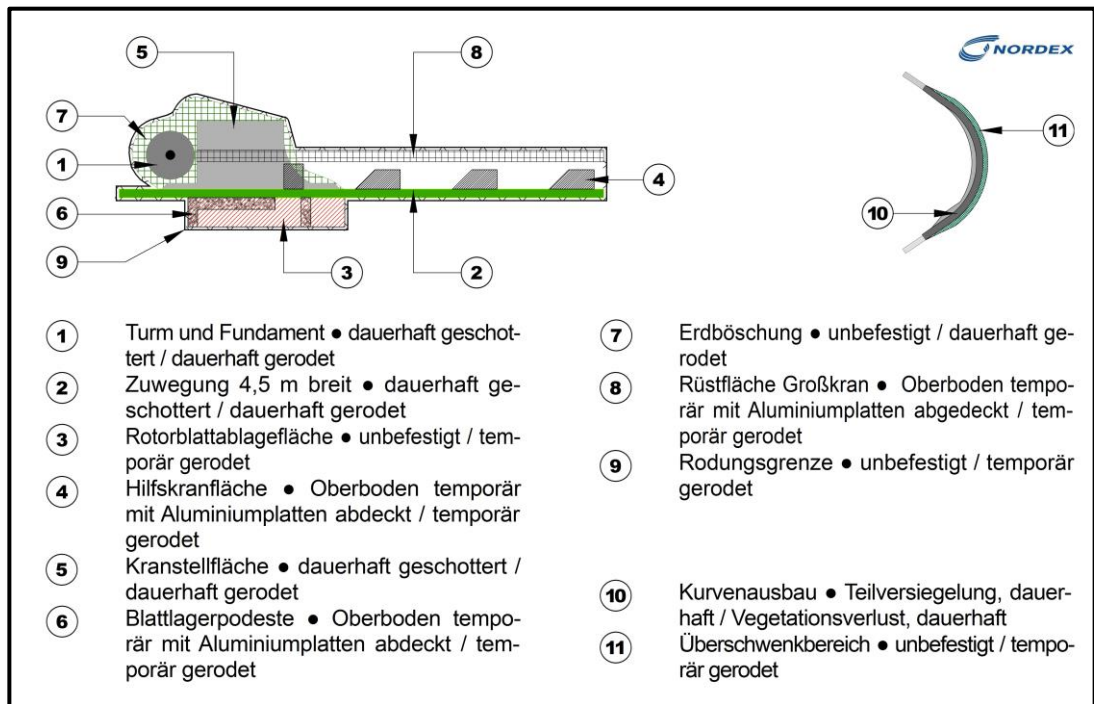 5
8
NORDEX
7
11
1
4
6
10
9
3
2
1 Turm und Fundament ● dauerhaft geschot-
tert / dauerhaft gerodet
2 Zuwegung 4,5 m breit ● dauerhaft ge-
schottert / dauerhaft gerodet
3 Rotorblattablagefläche ● unbefestigt / tem-
porär gerodet
4 Hilfskranfläche ● Oberboden temporär
mit Aluminiumplatten abdeckt / temporär
gerodet
5 Kranstellfläche ● dauerhaft geschottert /
dauerhaft gerodet
6 Blattlagerpodeste ● Oberboden tempo-
rär mit Aluminiumplatten abdeckt / tem-
porär gerodet
7 Erdböschung ● unbefestigt / dauerhaft ge-
rodet
8 Rüstfläche Großkran ● Oberboden tempo-
rär mit Aluminiumplatten abgedeckt / tem-
porär gerodet
9 Rodungsgrenze ● unbefestigt / temporär
gerodet
10 Kurvenausbau ● Teilversiegelung, dauer-
haft / Vegetationsverlust, dauerhaft
11 Überschwenkbereich ● unbefestigt / tempo-
rär gerodet